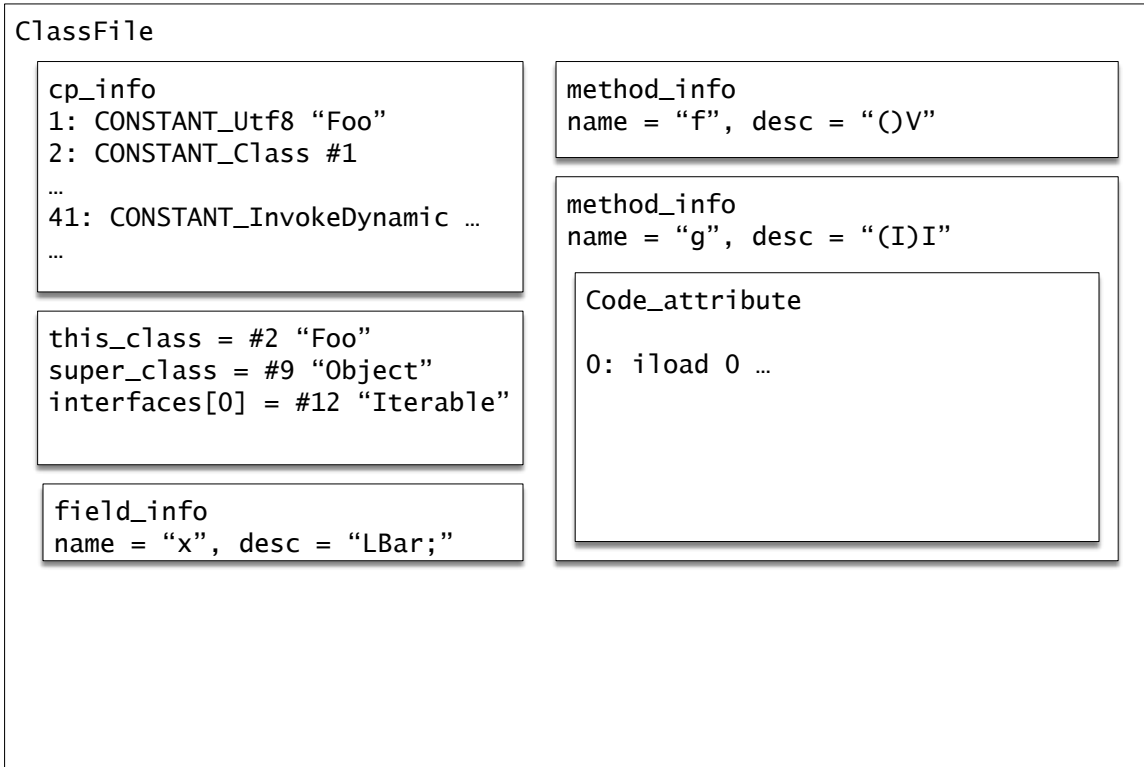 ClassFile
cp_info
1: CONSTANT_Utf8 “Foo”
2: CONSTANT_Class #1
…
41: CONSTANT_InvokeDynamic …
…
this_class = #2 “Foo”
super_class = #9 “Object”
interfaces[0] = #12 “Iterable”
field_info
name = “x”, desc = “LBar;”
method_info
name = “f”, desc = “()V”
method_info
name = “g”, desc = “(I)I”
Code_attribute
0: iload 0 …